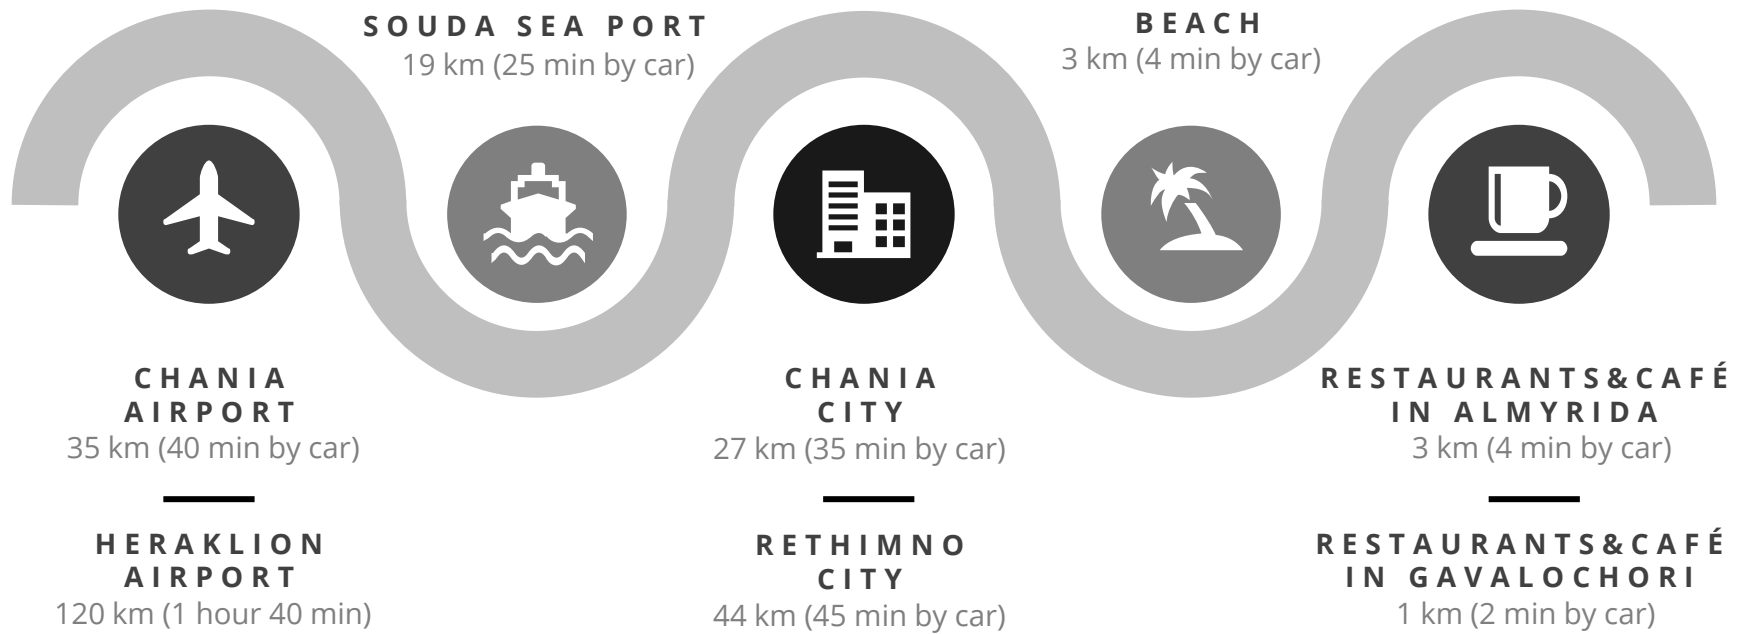 SOUDA SEA PORT
19 km (25 min by car)
BEACH
3 km (4 min by car)
CHANIA
AIRPORT
35 km (40 min by car)
HERAKLION
AIRPORT
120 km (1 hour 40 min)
CHANIA
CITY
27 km (35 min by car)
RETHIMNO
CITY
44 km (45 min by car)
RESTAURANTS&CAFÉ
IN ALMYRIDA
3 km (4 min by car)
RESTAURANTS&CAFÉ
IN GAVALOCHORI
1 km (2 min by car)